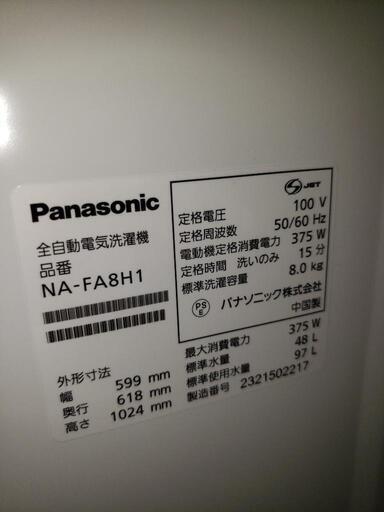 Panasonic
全自動電気洗濯機
品番
NA-FA8H1
外形寸法
幅 599 mm
奥行 618 mm
高さ 1024 mm
JET
定格電圧 100 V
定格周波数 50/60 Hz
電動機定格消費電力 375 W
定格時間 洗いのみ 15 分
標準洗濯容量 8.0 kg
PS
E
パナソニック株式会社
中国製
最大消費電力 375 W
標準水量 48 L
標準使用水量 97 L
製造番号 2321502217